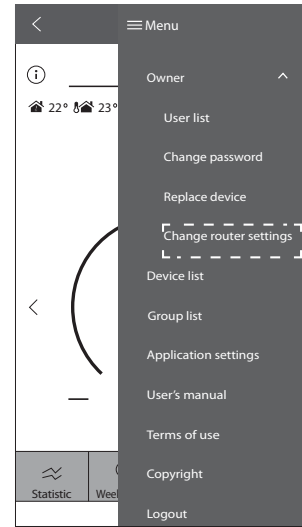 Menu
Owner
22° 23°
User list
Change password
Replace device
Change router settings
Device list
Group list
Application settings
User's manual
Terms of use
Copyright
Statistic Week
Logout